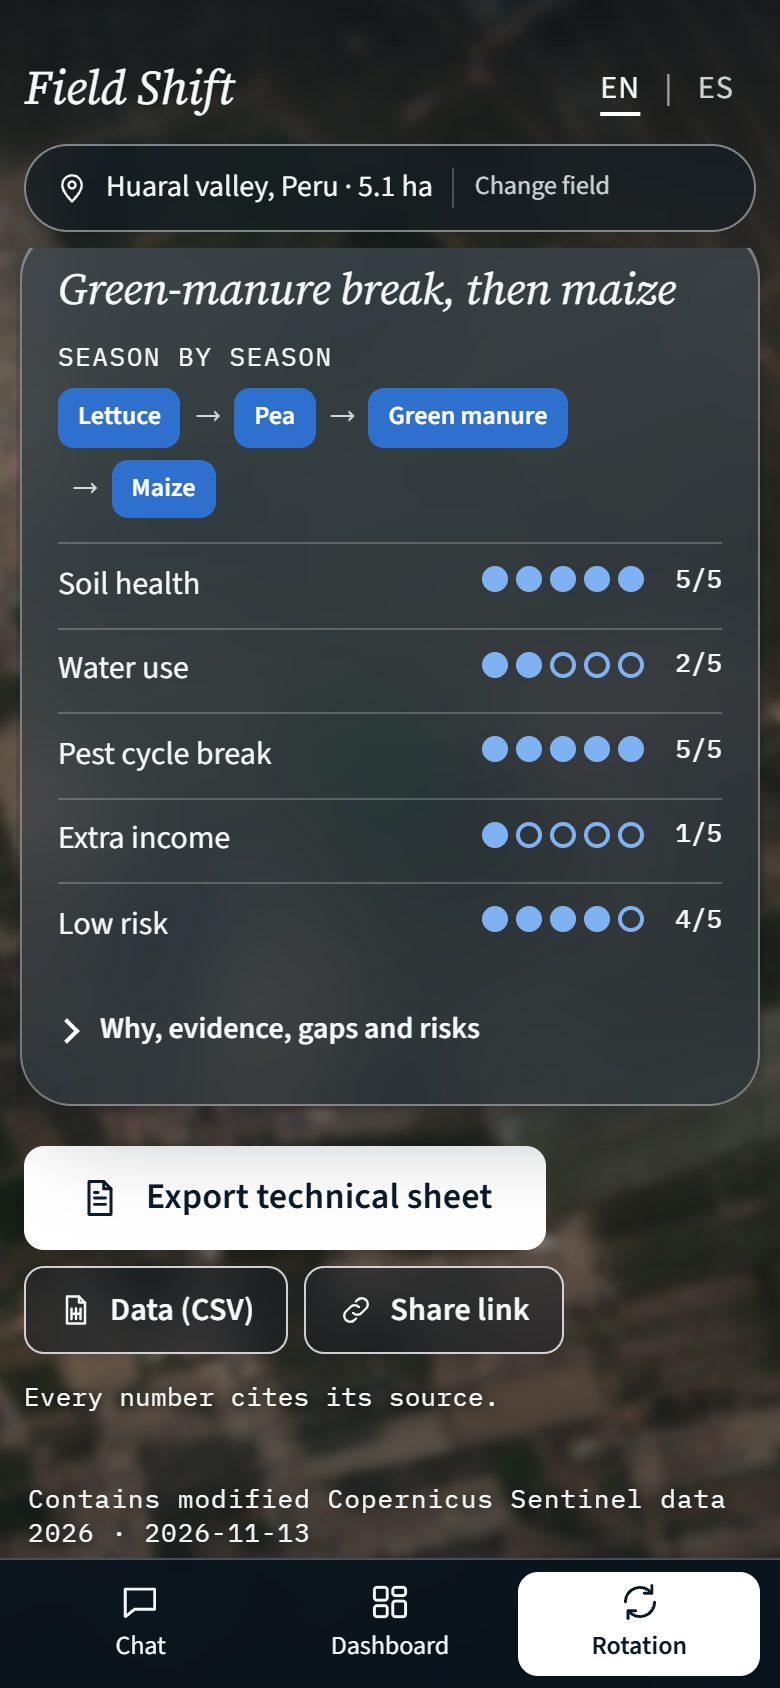 Field Shift
EN | ES
Huaral valley, Peru · 5.1 ha | Change field
Green-manure break, then maize
SEASON BY SEASON
Lettuce → Pea → Green manure
→ Maize
Soil health 5/5
Water use 2/5
Pest cycle break 5/5
Extra income 1/5
Low risk 4/5
Why, evidence, gaps and risks
Export technical sheet
Data (CSV) Share link
Every number cites its source.
Contains modified Copernicus Sentinel data
2026 · 2026-11-13
Chat Dashboard Rotation